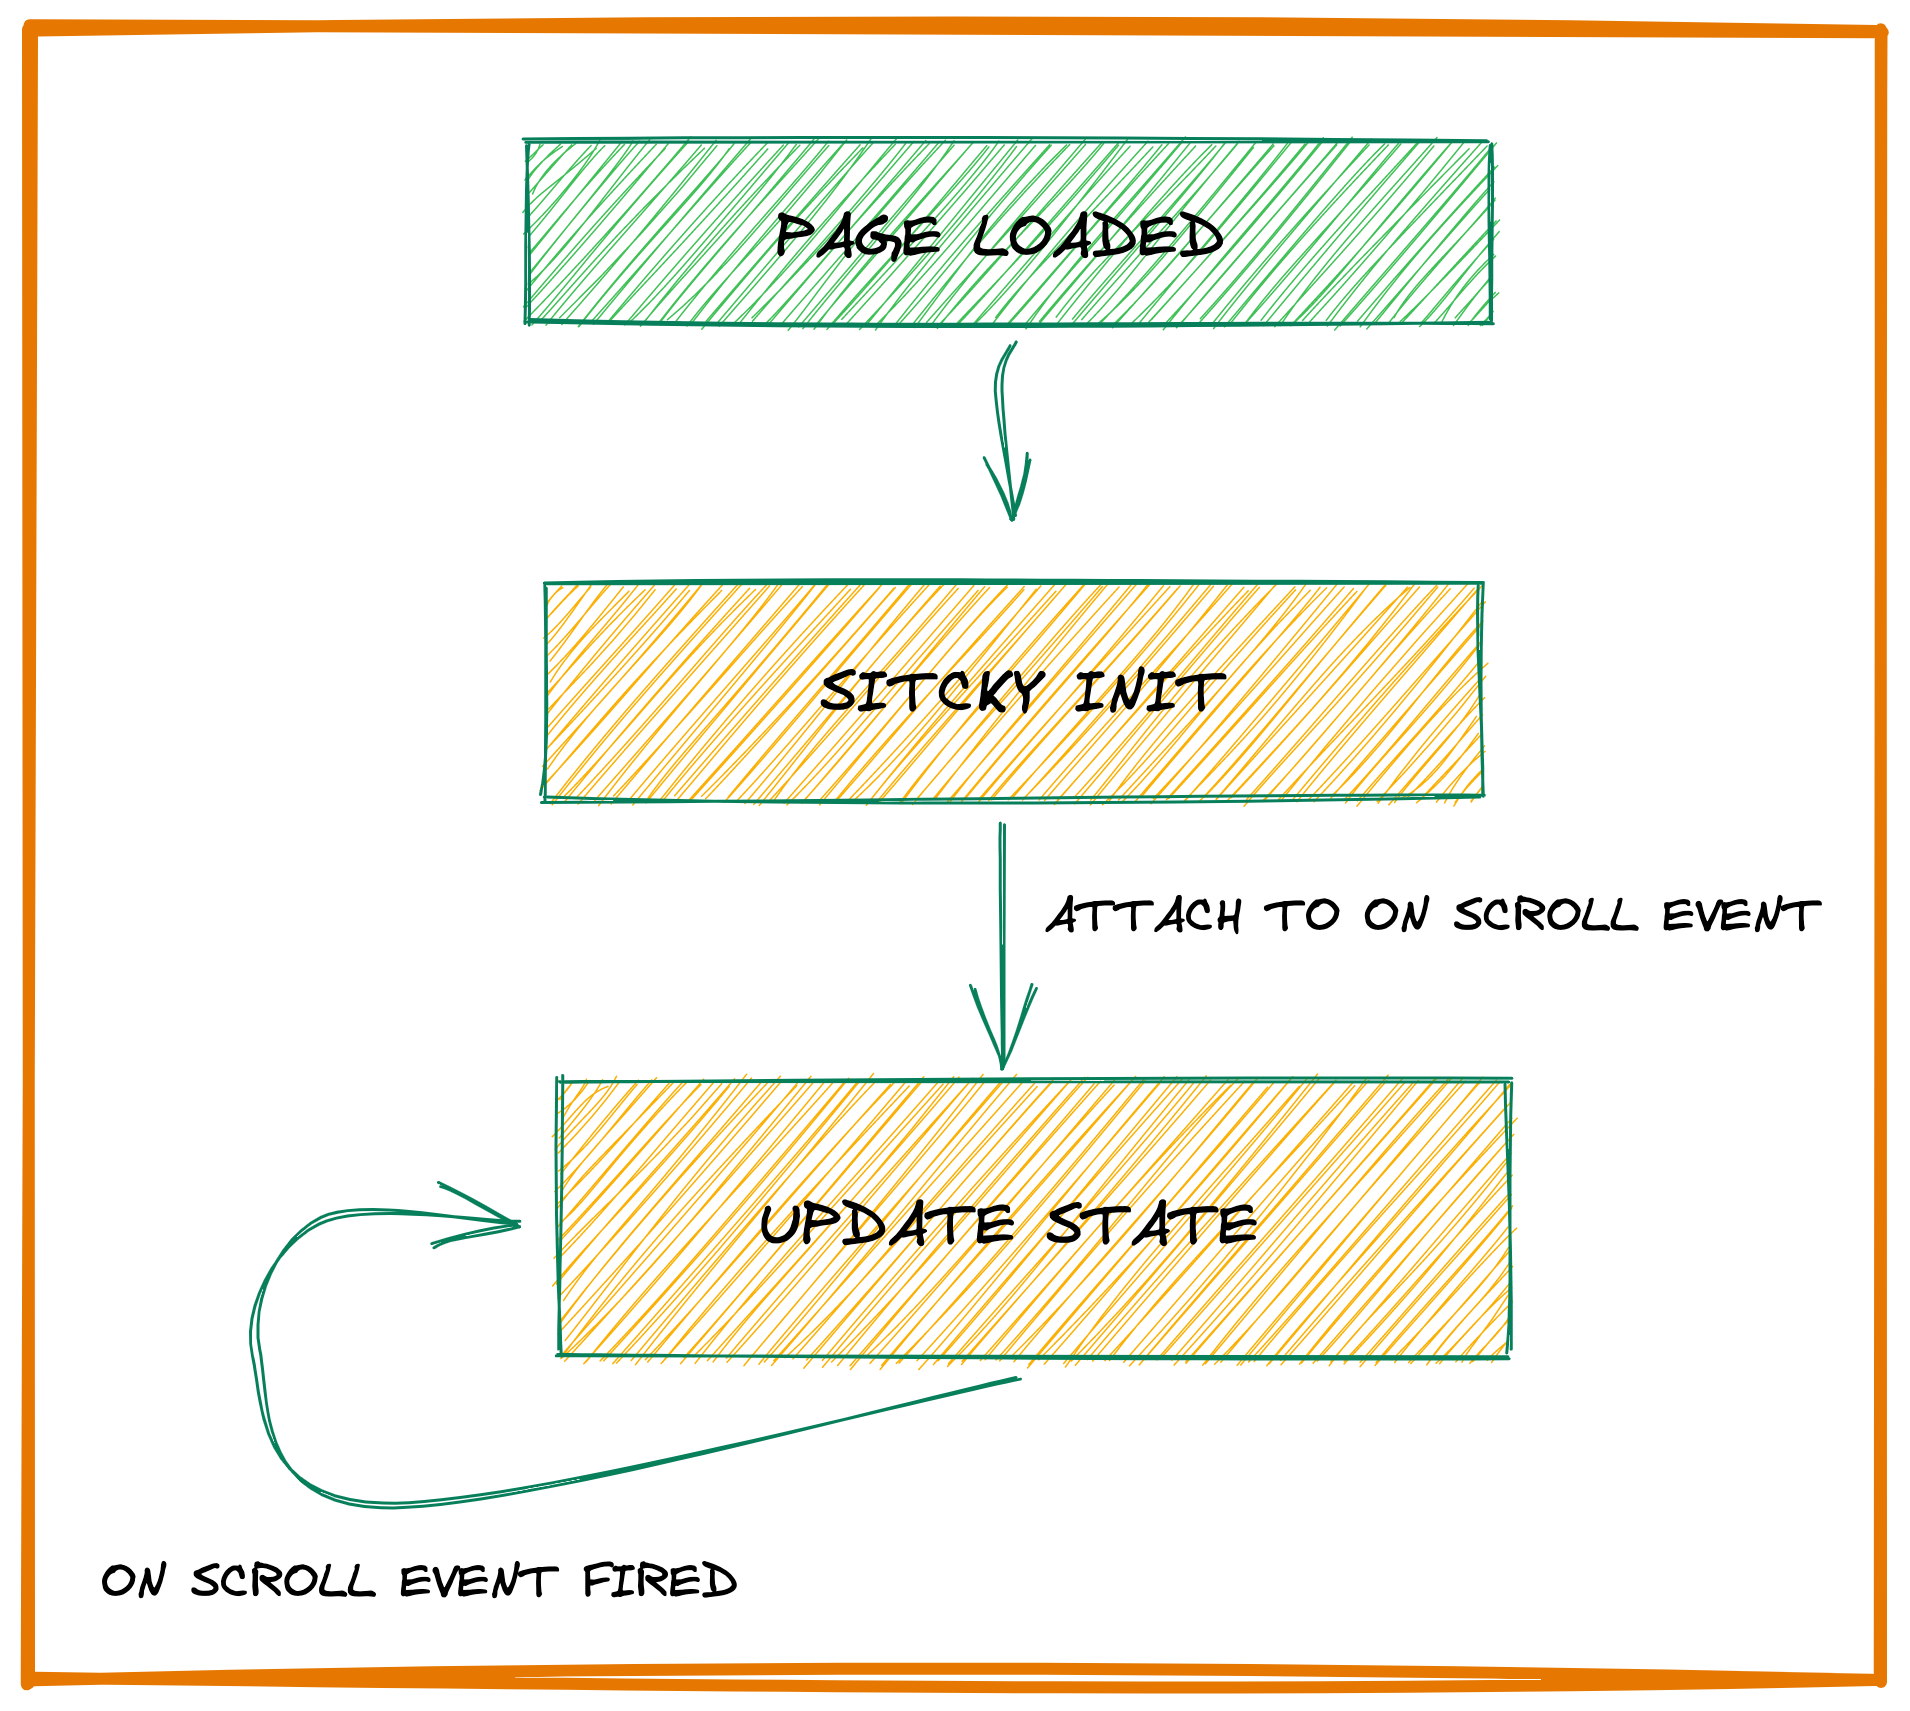 PAGE LOADED
SITCKY INIT
ATTACH TO ON SCROLL EVENT
UPDATE STATE
ON SCROLL EVENT FIRED